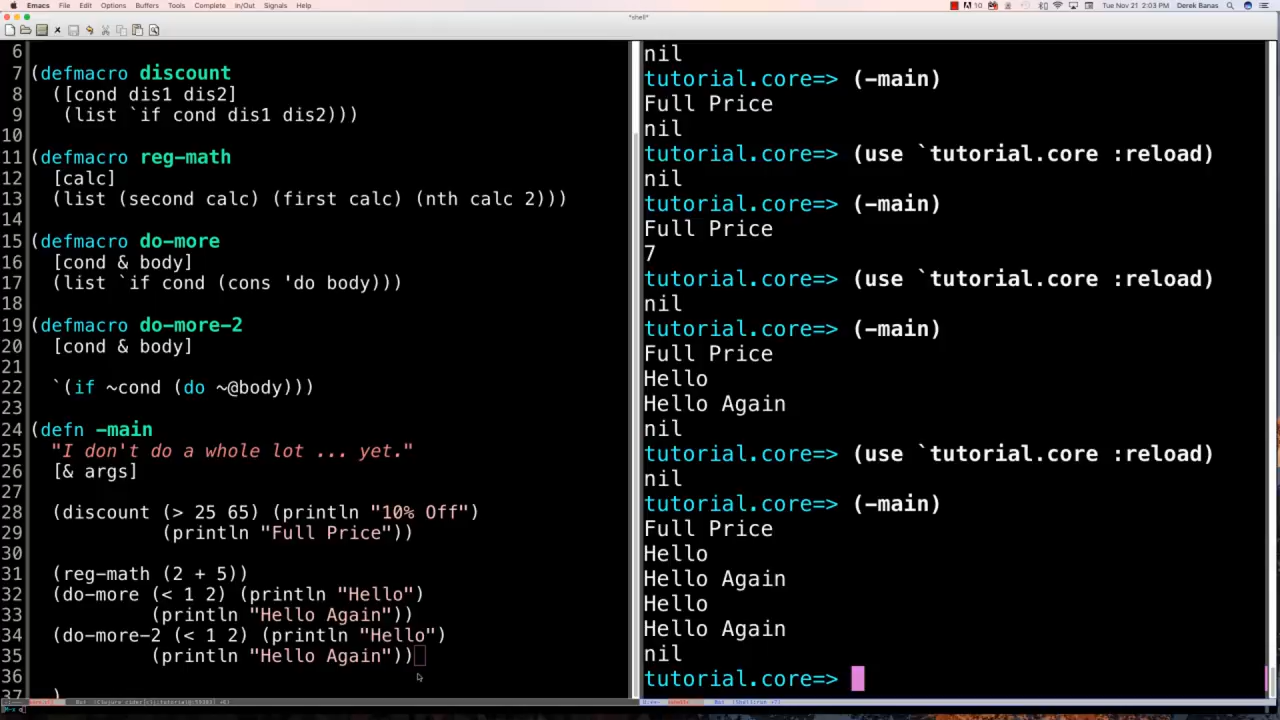 Emacs File Edit Options Buffers Tools Complete In/Out Signals Help
10 Tue Nov 21 2:03 PM Derek Banas
*shell*
6
7 (defmacro discount
8 ([cond dis1 dis2]
9 (list `if cond dis1 dis2)))
10
11 (defmacro reg-math
12 [calc]
13 (list (second calc) (first calc) (nth calc 2)))
14
15 (defmacro do-more
16 [cond & body]
17 (list `if cond (cons 'do body)))
18
19 (defmacro do-more-2
20 [cond & body]
21
22 `(if ~cond (do ~@body)))
23
24 (defn -main
25 "I don't do a whole lot ... yet."
26 [& args]
27
28 (discount (> 25 65) (println "10% Off")
29 (println "Full Price"))
30
31 (reg-math (2 + 5))
32 (do-more (< 1 2) (println "Hello")
33 (println "Hello Again"))
34 (do-more-2 (< 1 2) (println "Hello")
35 (println "Hello Again"))
36
37 )
nil
tutorial.core=> (-main)
Full Price
nil
tutorial.core=> (use `tutorial.core :reload)
nil
tutorial.core=> (-main)
Full Price
7
tutorial.core=> (use `tutorial.core :reload)
nil
tutorial.core=> (-main)
Full Price
Hello
Hello Again
nil
tutorial.core=> (use `tutorial.core :reload)
nil
tutorial.core=> (-main)
Full Price
Hello
Hello Again
Hello
Hello Again
nil
tutorial.core=>